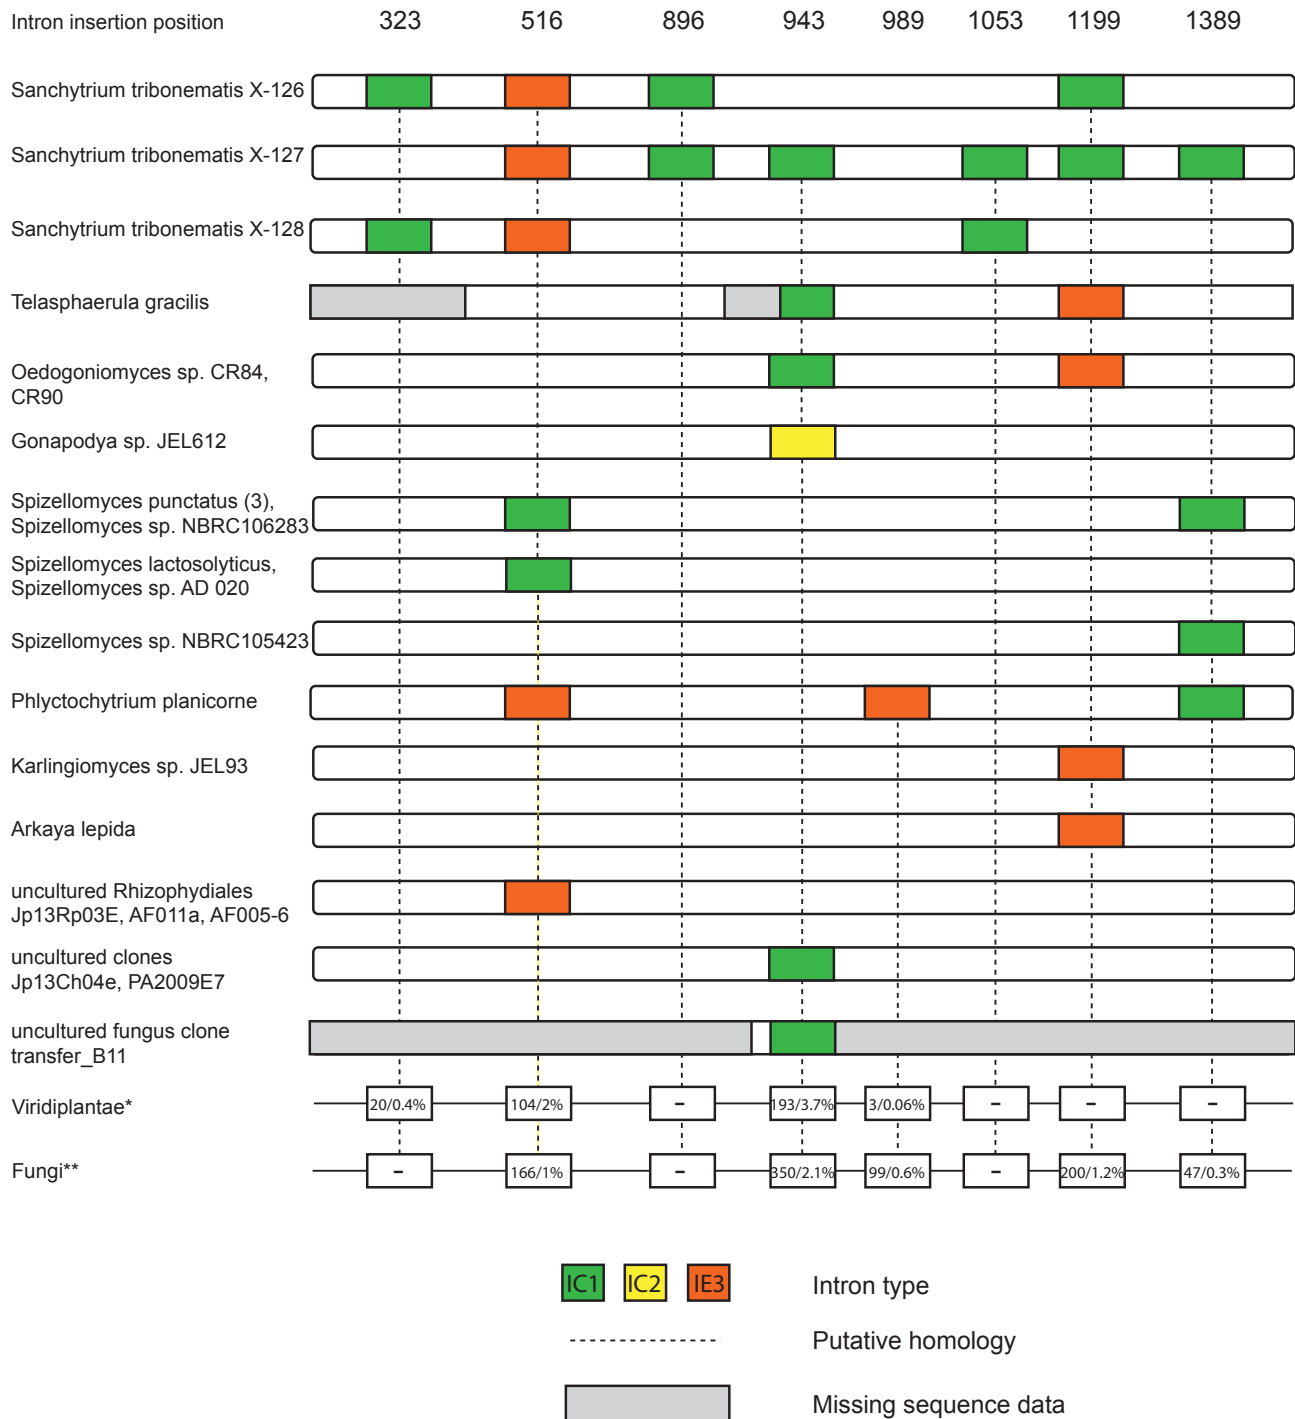 Intron insertion position 323 516 896 943 989 1053 1199 1389
Sanchytrium tribonematis X-126
Sanchytrium tribonematis X-127
Sanchytrium tribonematis X-128
Telasphaerula gracilis
Oedogoniomyces sp. CR84,
CR90
Gonapodya sp. JEL612
Spizellomyces punctatus (3),
Spizellomyces sp. NBRC106283
Spizellomyces lactosolyticus,
Spizellomyces sp. AD 020
Spizellomyces sp. NBRC105423
Phlyctochytrium planicorne
Karlingiomyces sp. JEL93
Arkaya lepida
uncultured Rhizophydiales
Jp13Rp03E, AF011a, AF005-6
uncultured clones
Jp13Ch04e, PA2009E7
uncultured fungus clone
transfer_B11
Viridiplantae* 20/0.4% 104/2% – 193/3.7% 3/0.06% – – –
Fungi** – 166/1% – 350/2.1% 99/0.6% – 200/1.2% 47/0.3%
IC1 IC2 IE3 Intron type
Putative homology
Missing sequence data